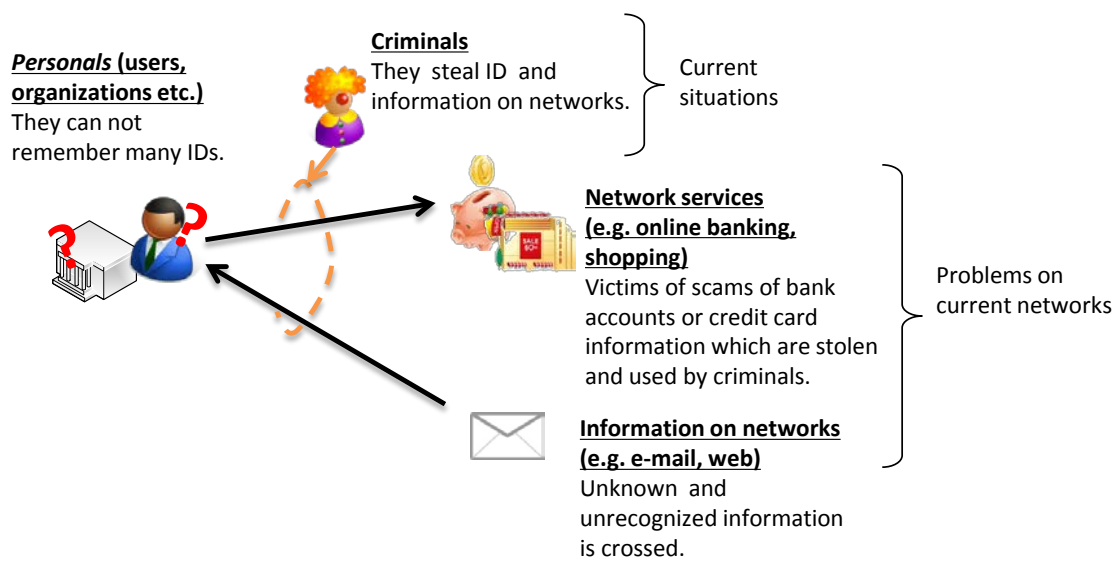 Personals (users,
organizations etc.)
They can not
remember many IDs.
Criminals
They steal ID and
information on networks.
Current
situations
?
?
SALE
Network services
(e.g. online banking,
shopping)
Victims of scams of bank
accounts or credit card
information which are stolen
and used by criminals.
Problems on
current networks
Information on networks
(e.g. e-mail, web)
Unknown and
unrecognized information
is crossed.